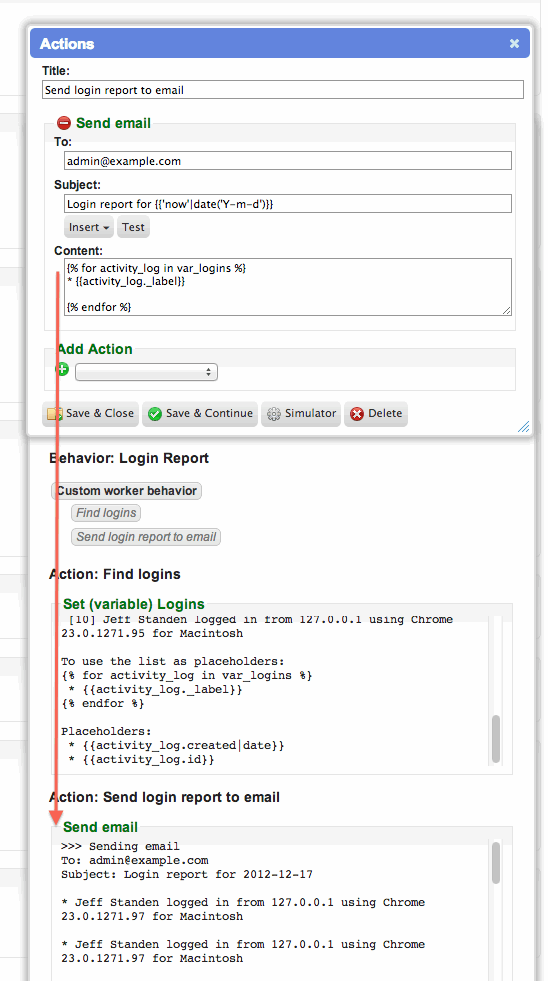 Actions
Title:
Send login report to email
Send email
To:
admin@example.com
Subject:
Login report for {{'now'|date('Y-m-d')}}
Insert
Test
Content:
{% for activity_log in var_logins %}
* {{activity_log._label}}
{% endfor %}
Add Action
Save & Close
Save & Continue
Simulator
Delete
Behavior: Login Report
Custom worker behavior
Find logins
Send login report to email
Action: Find logins
Set (variable) Logins
[10] Jeff Standen logged in from 127.0.0.1 using Chrome
23.0.1271.95 for Macintosh
To use the list as placeholders:
{% for activity_log in var_logins %}
* {{activity_log._label}}
{% endfor %}
Placeholders:
* {{activity_log.created|date}}
* {{activity_log.id}}
Action: Send login report to email
Send email
>>> Sending email
To: admin@example.com
Subject: Login report for 2012-12-17
* Jeff Standen logged in from 127.0.0.1 using Chrome
23.0.1271.97 for Macintosh
* Jeff Standen logged in from 127.0.0.1 using Chrome
23.0.1271.97 for Macintosh